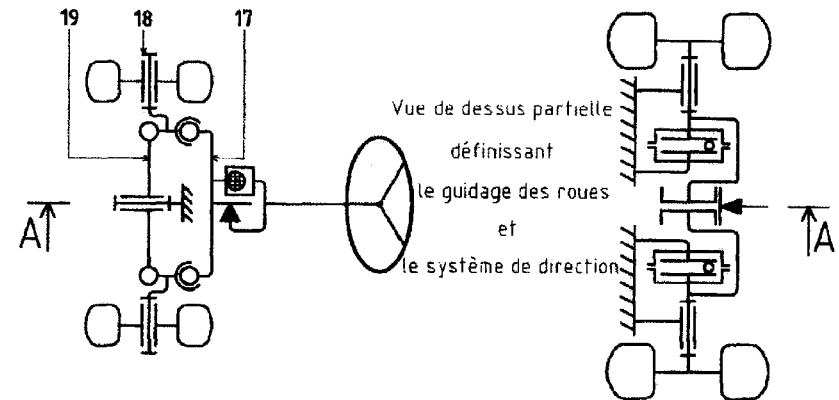 19 18 17
Vue de dessus partielle
définissant
le guidage des roues
et
le système de direction
A A